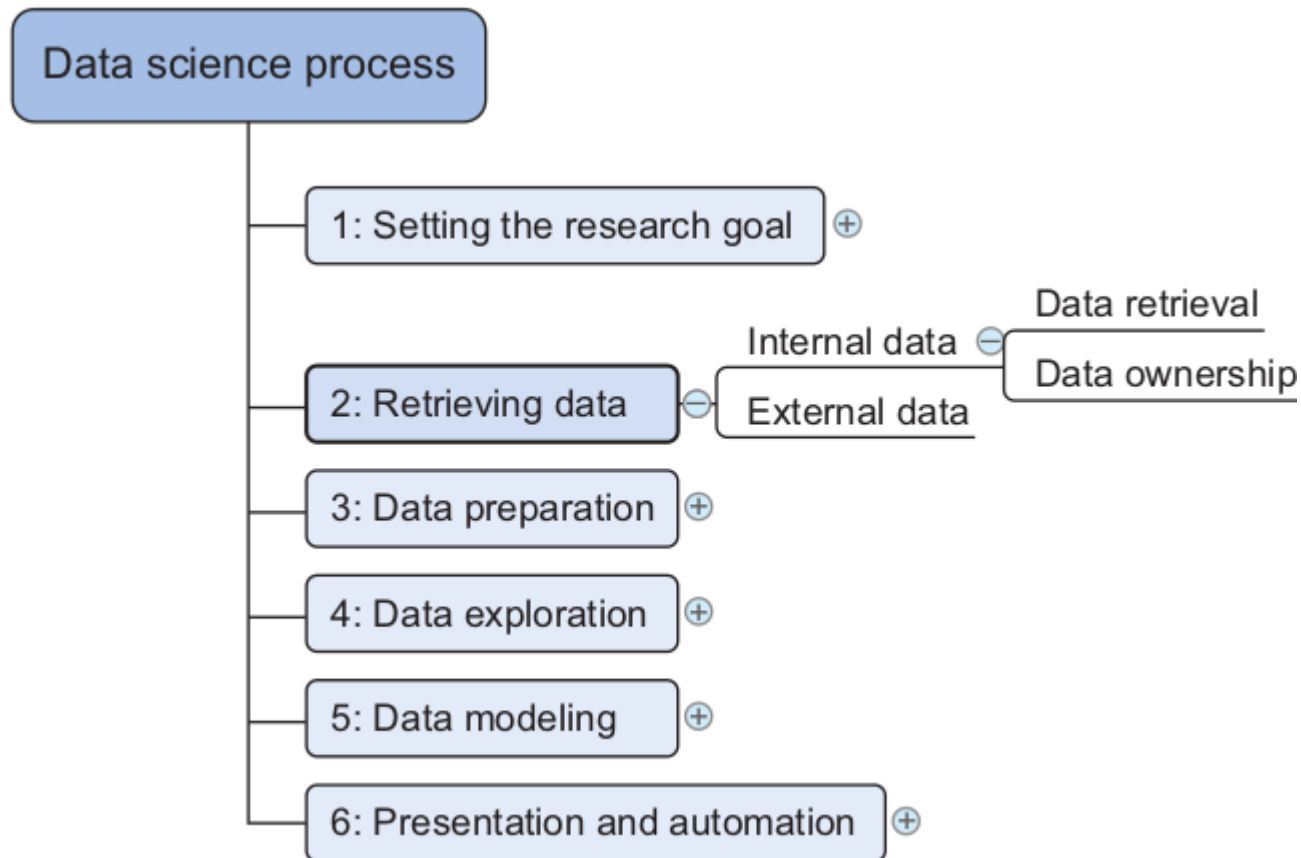 Data science process
1: Setting the research goal
2: Retrieving data
Internal data
External data
Data retrieval
Data ownership
3: Data preparation
4: Data exploration
5: Data modeling
6: Presentation and automation